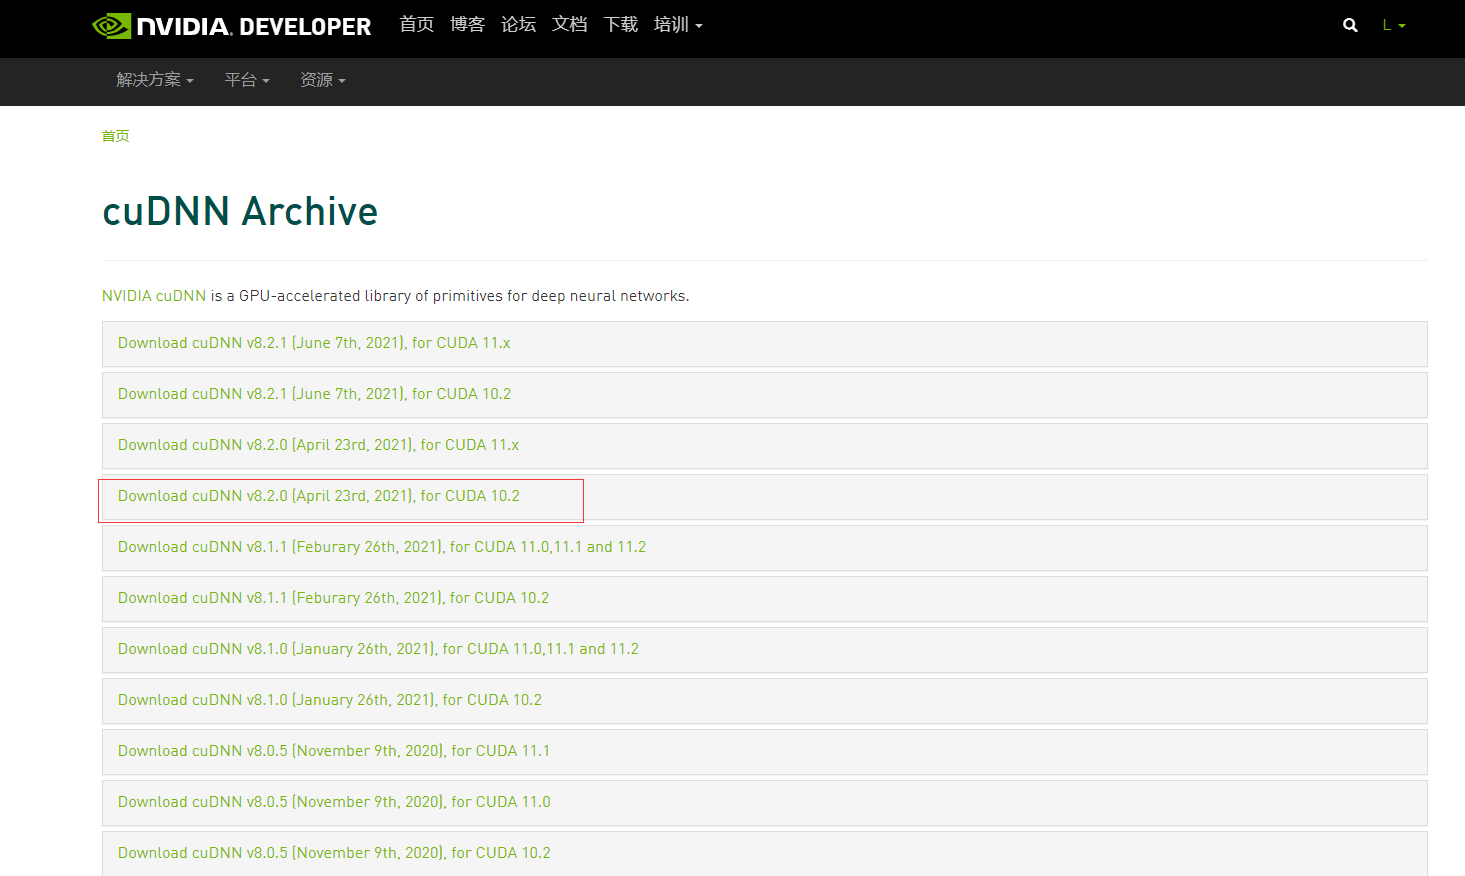 NVIDIA. DEVELOPER 首页 博客 论坛 文档 下载 培训 L
解决方案 平台 资源
首页
cuDNN Archive
NVIDIA cuDNN is a GPU-accelerated library of primitives for deep neural networks.
Download cuDNN v8.2.1 (June 7th, 2021), for CUDA 11.x
Download cuDNN v8.2.1 (June 7th, 2021), for CUDA 10.2
Download cuDNN v8.2.0 (April 23rd, 2021), for CUDA 11.x
Download cuDNN v8.2.0 (April 23rd, 2021), for CUDA 10.2
Download cuDNN v8.1.1 (Feburary 26th, 2021), for CUDA 11.0,11.1 and 11.2
Download cuDNN v8.1.1 (Feburary 26th, 2021), for CUDA 10.2
Download cuDNN v8.1.0 (January 26th, 2021), for CUDA 11.0,11.1 and 11.2
Download cuDNN v8.1.0 (January 26th, 2021), for CUDA 10.2
Download cuDNN v8.0.5 (November 9th, 2020), for CUDA 11.1
Download cuDNN v8.0.5 (November 9th, 2020), for CUDA 11.0
Download cuDNN v8.0.5 (November 9th, 2020), for CUDA 10.2